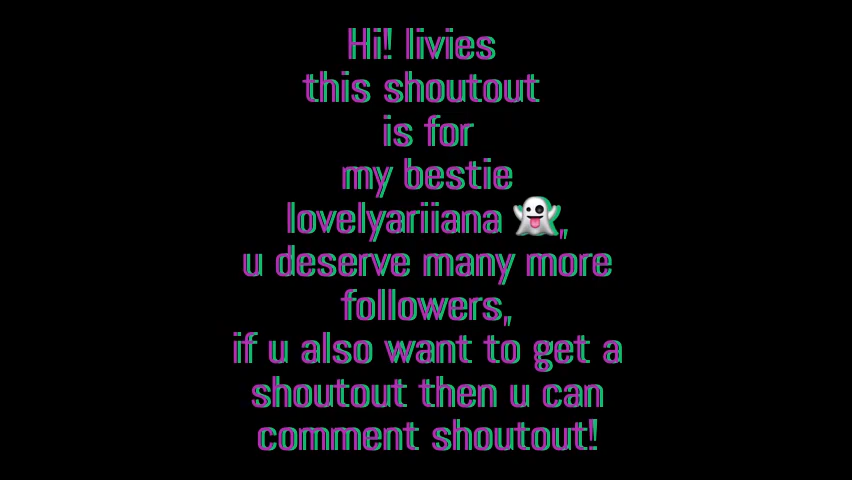 Hi! livies
this shoutout
is for
my bestie
lovelyariiana 👻,
u deserve many more
followers,
if u also want to get a
shoutout then u can
comment shoutout!